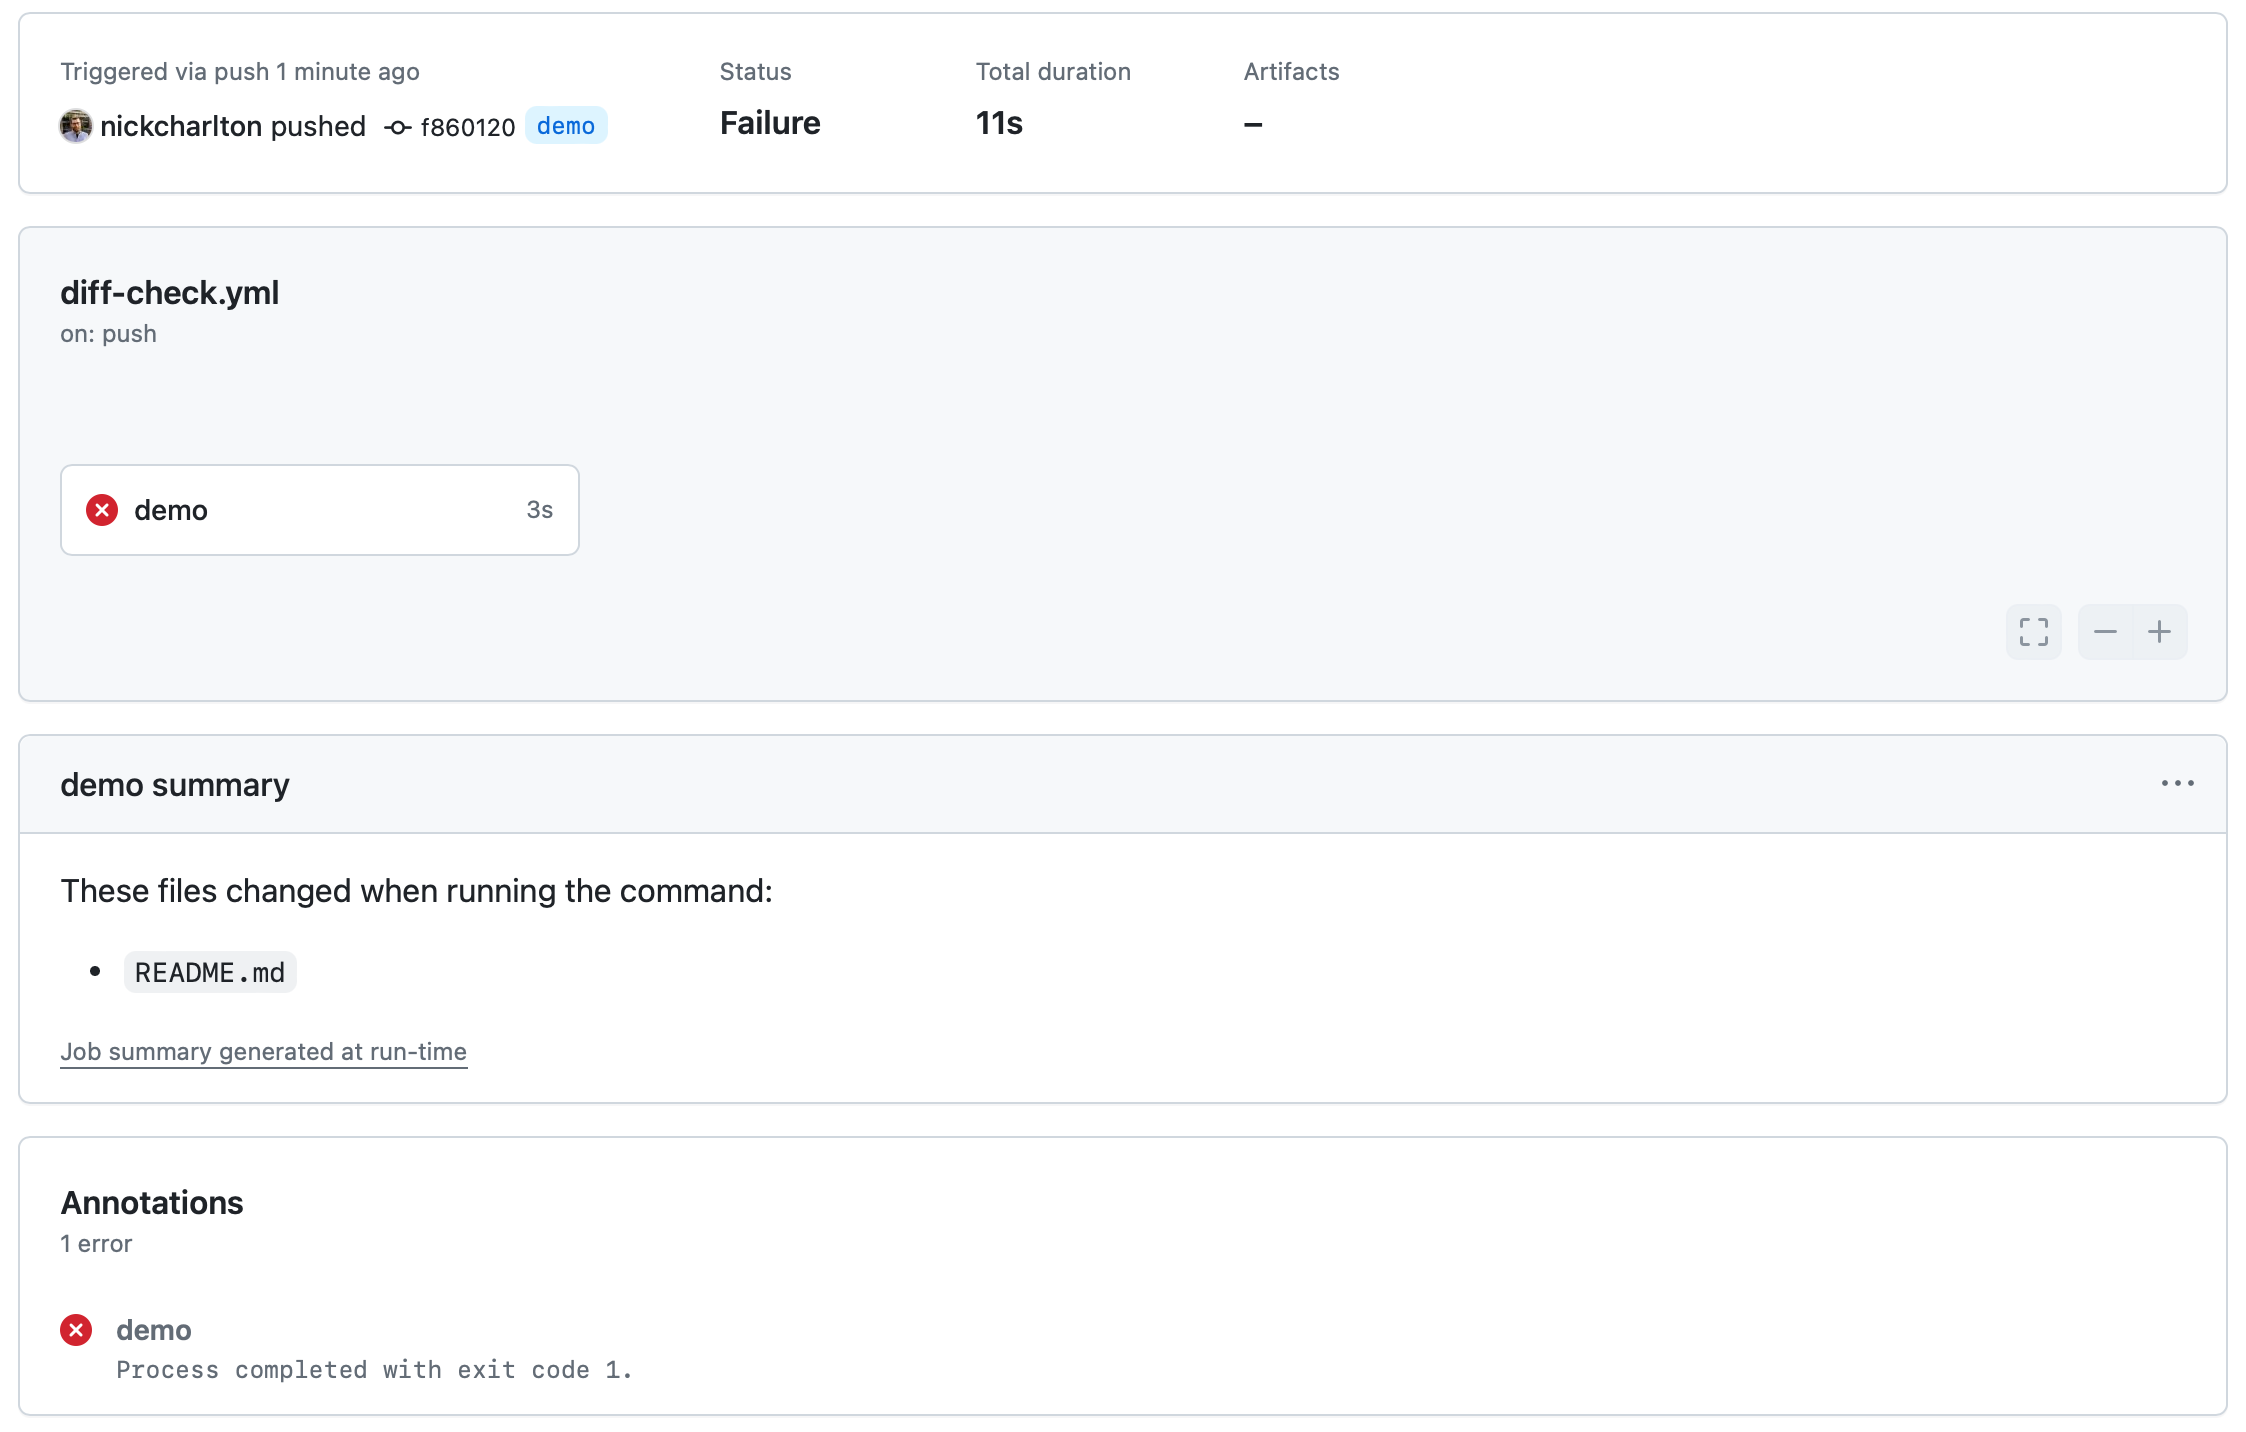 Triggered via push 1 minute ago
nickcharlton pushed f860120 demo
Status
Failure
Total duration
11s
Artifacts
–
diff-check.yml
on: push
demo 3s
demo summary
These files changed when running the command:
• README.md
Job summary generated at run-time
Annotations
1 error
demo
Process completed with exit code 1.